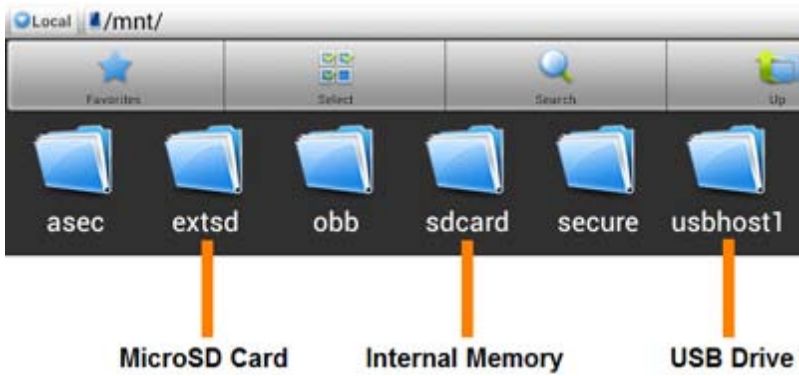 Local /mnt/
Favorites Select Search Up
asec extsd obb sdcard secure usbhost1
MicroSD Card Internal Memory USB Drive